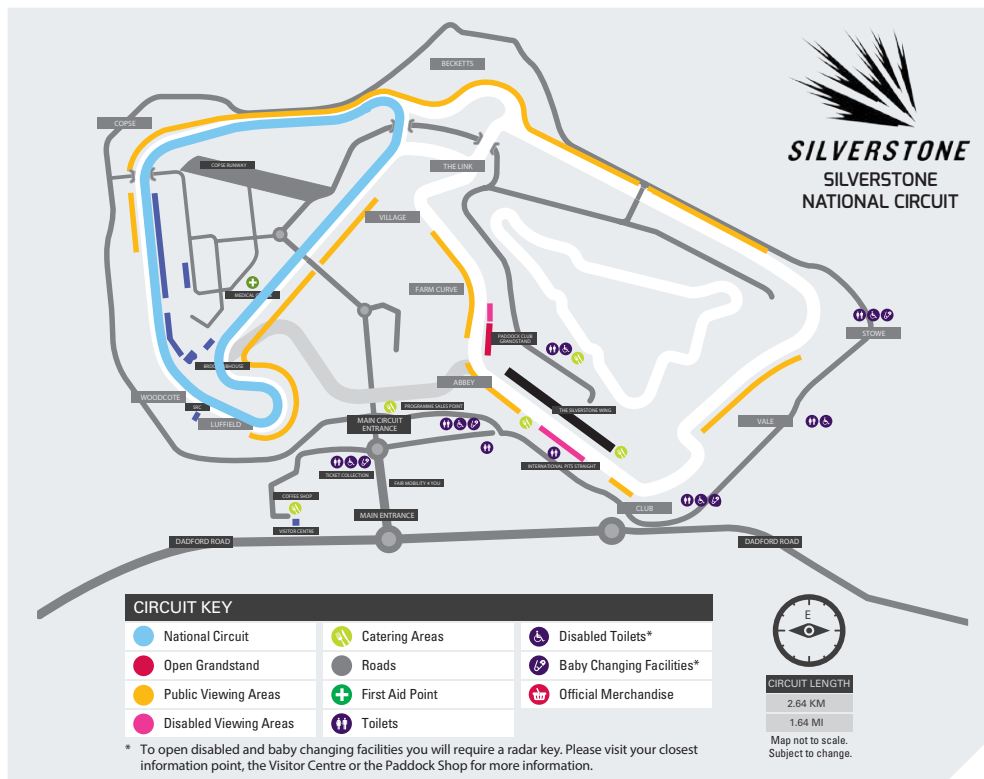 BECKETTS
COPSE
SILVERSTONE
SILVERSTONE
NATIONAL CIRCUIT
COPSE RUNWAY
THE LINK
VILLAGE
FARM CURVE
MEDICAL
PADDOCK CLUB
GRANDSTAND
STOWE
ABBEY
WOODCOTE
BRC
LUFFIELD
PROGRAMME SALES POINT
MAIN CIRCUIT
ENTRANCE
THE SILVERSTONE WING
VALE
INTERNATIONAL PITS STRAIGHT
TICKET COLLECTION
FAIR MOBILITY 4 YOU
COFFEE SHOP
CLUB
MAIN ENTRANCE
VISITOR CENTRE
DADFORD ROAD
DADFORD ROAD
CIRCUIT KEY
National Circuit
Catering Areas
Disabled Toilets*
Open Grandstand
Roads
Baby Changing Facilities*
Public Viewing Areas
First Aid Point
Official Merchandise
Disabled Viewing Areas
Toilets
* To open disabled and baby changing facilities you will require a radar key. Please visit your closest
information point, the Visitor Centre or the Paddock Shop for more information.
E
CIRCUIT LENGTH
2.64 KM
1.64 MI
Map not to scale.
Subject to change.